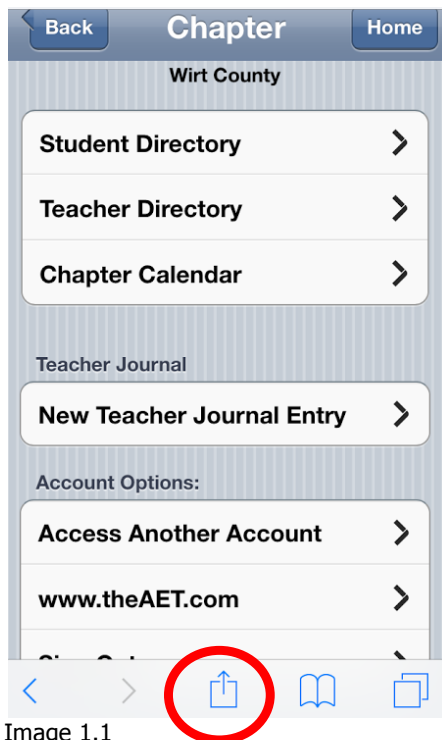 Back Chapter Home
Wirt County
Student Directory
Teacher Directory
Chapter Calendar
Teacher Journal
New Teacher Journal Entry
Account Options:
Access Another Account
www.theAET.com
Image 1.1